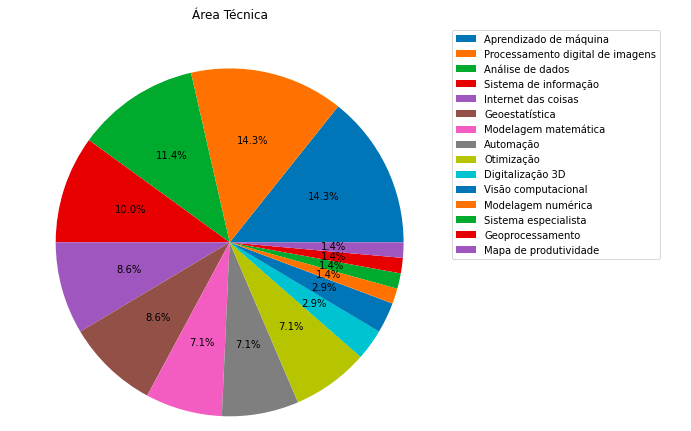 Área Técnica
Aprendizado de máquina
Processamento digital de imagens
Análise de dados
Sistema de informação
Internet das coisas
Geoestatística
Modelagem matemática
Automação
Otimização
Digitalização 3D
Visão computacional
Modelagem numérica
Sistema especialista
Geoprocessamento
Mapa de produtividade
14.3%
14.3%
11.4%
10.0%
8.6%
8.6%
7.1%
7.1%
7.1%
2.9%
2.9%
1.4%
1.4%
1.4%
1.4%